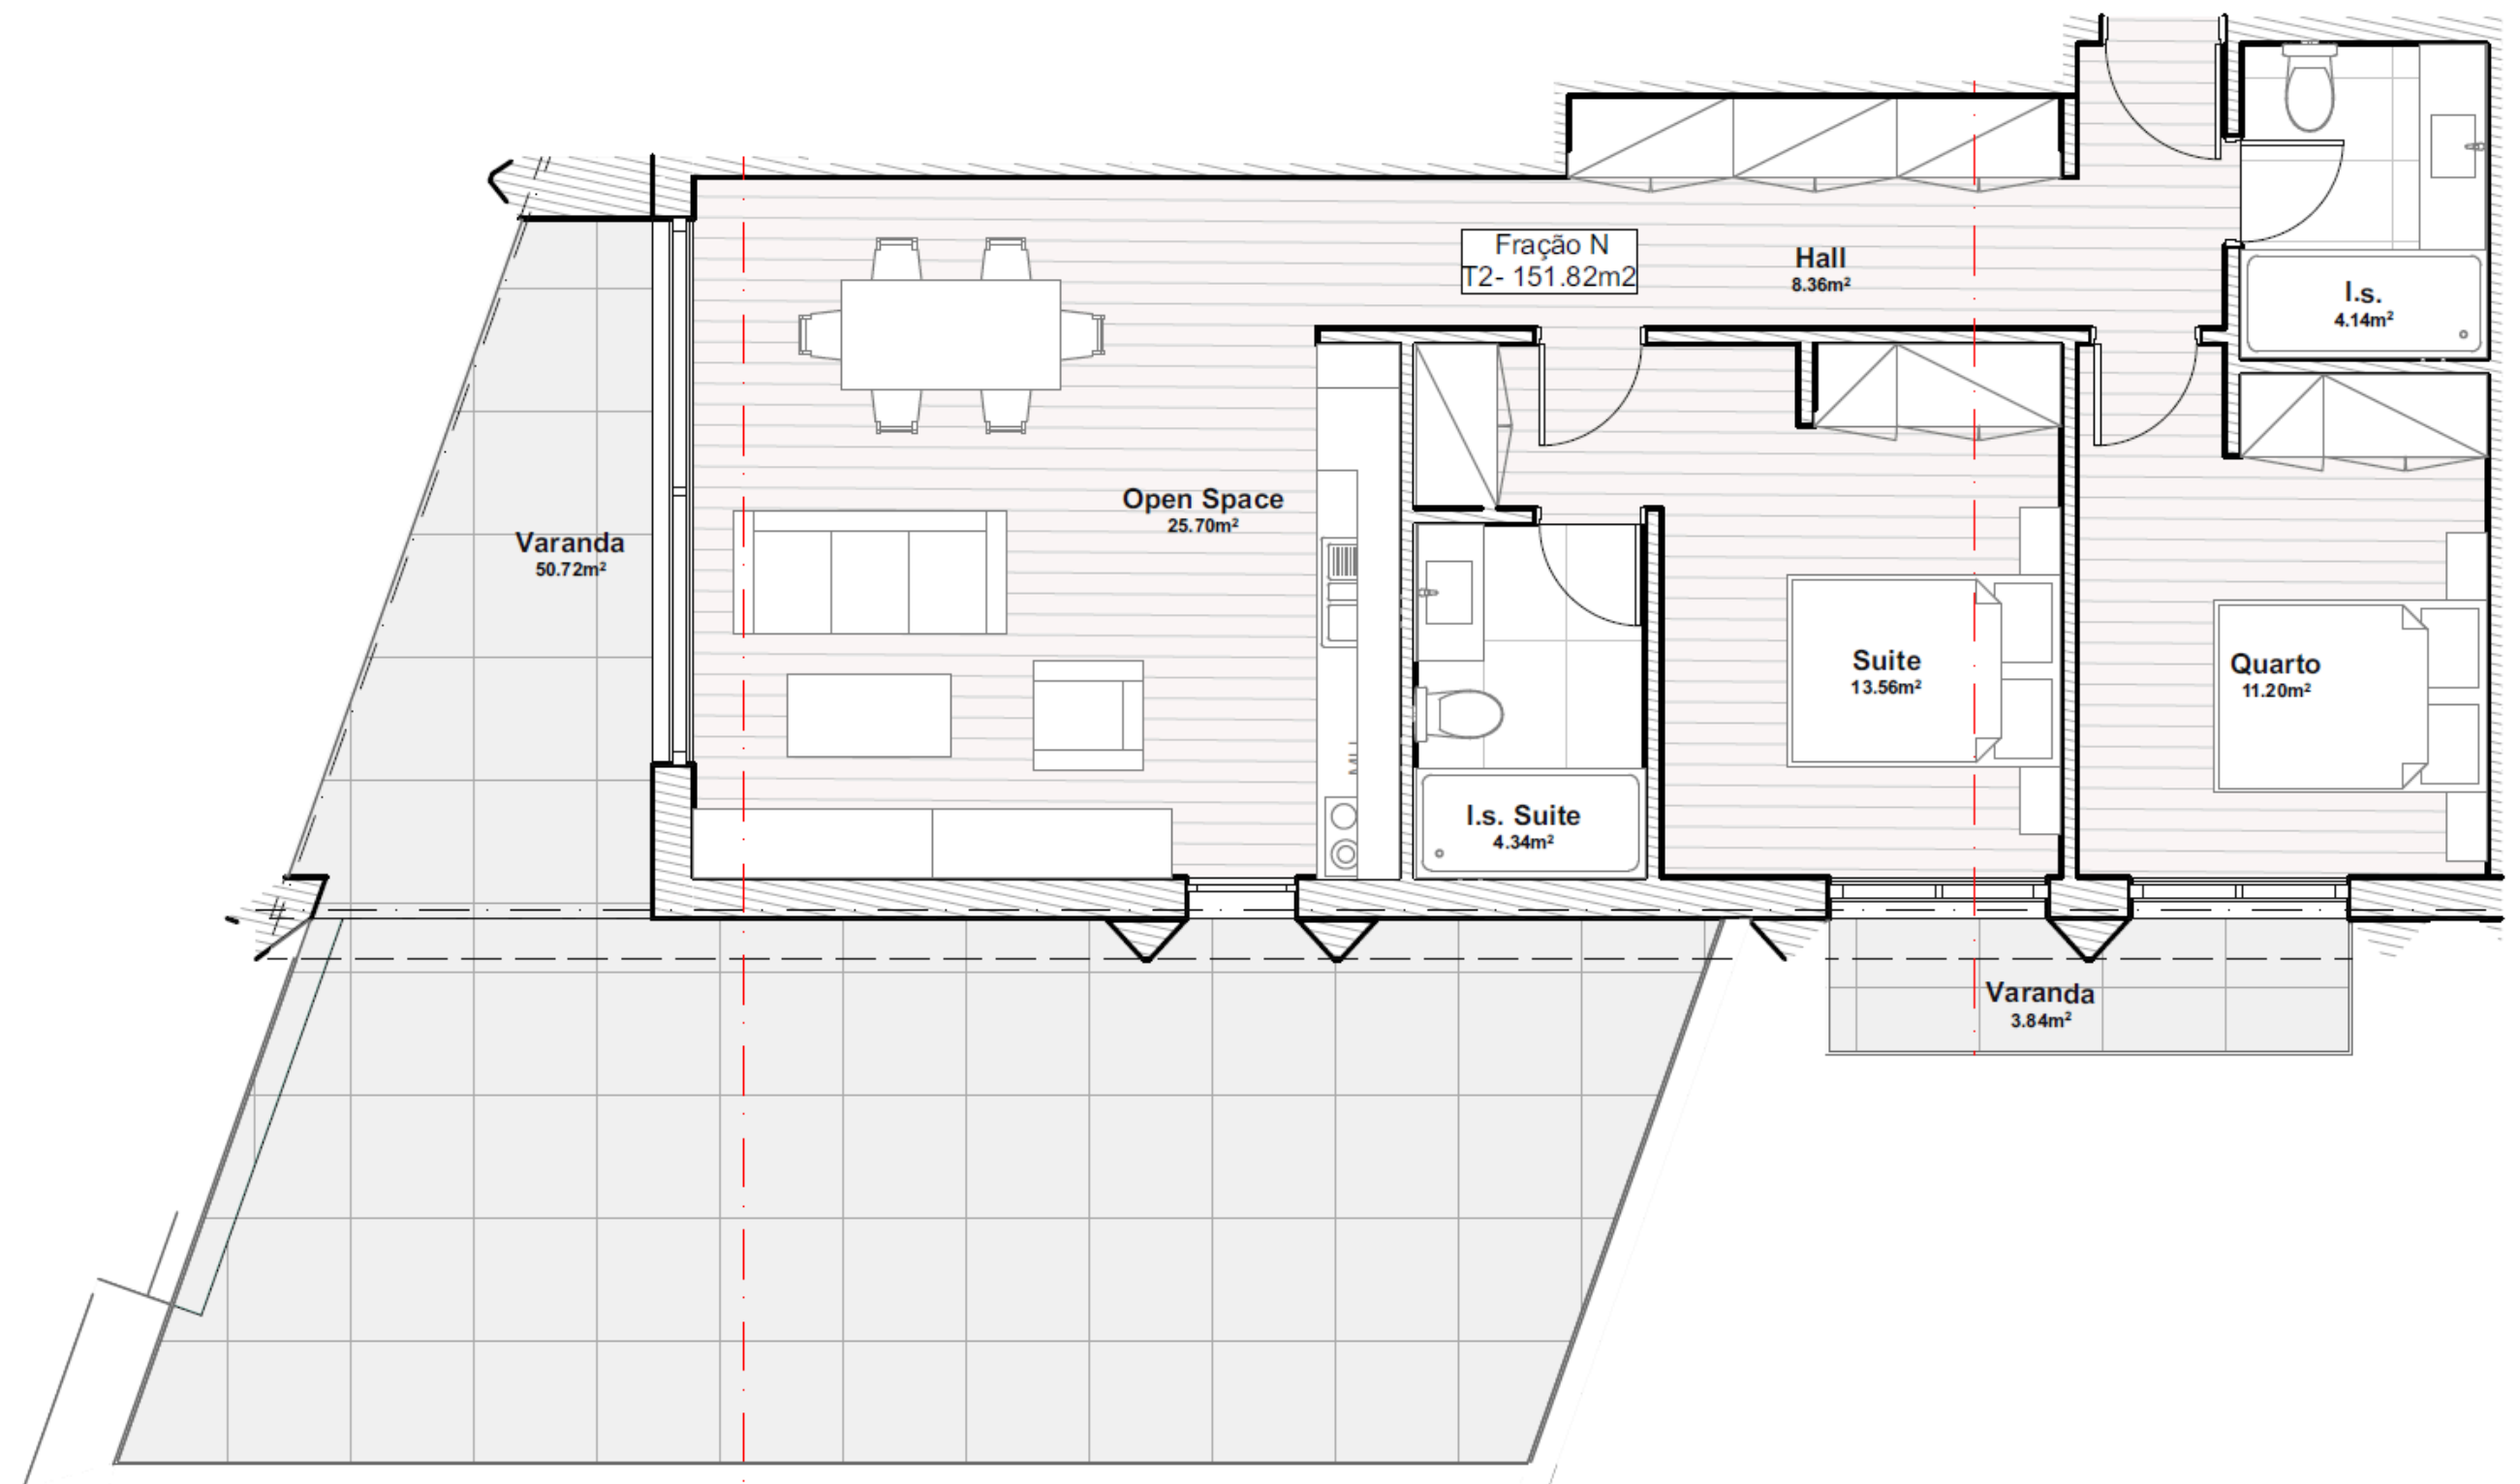 Fração N
T2- 151.82m2
Hall
8.36m²
I.s.
4.14m²
Open Space
25.70m²
Varanda
50.72m²
Suite
13.56m²
Quarto
11.20m²
I.s. Suite
4.34m²
Varanda
3.84m²